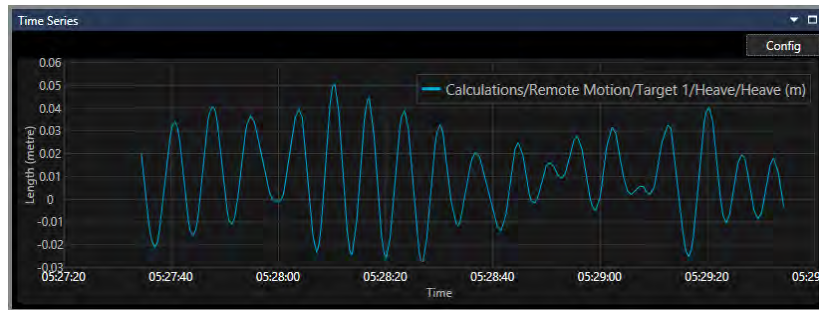 Time Series
Config
Calculations/Remote Motion/Target 1/Heave/Heave (m)
Length (metre)
0.06
0.05
0.04
0.03
0.02
0.01
0
-0.01
-0.02
-0.03
05:27:20 05:27:40 05:28:00 05:28:20 05:28:40 05:29:00 05:29:20 05:29
Time